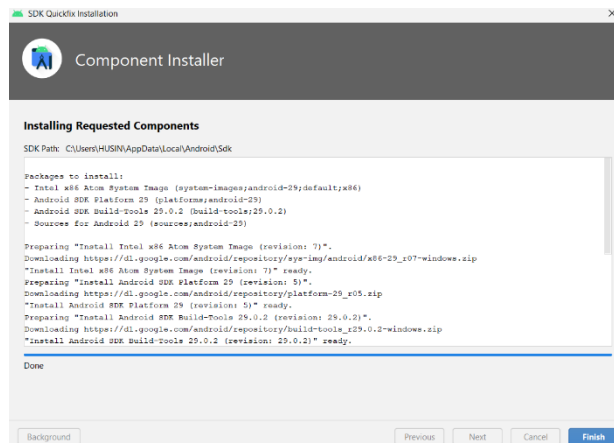 SDK Quickfix Installation
Component Installer
Installing Requested Components
SDK Path: C:\Users\HUSIN\AppData\Local\Android\Sdk
Packages to install:
- Intel x86 Atom System Image (system-images;android-29;default;x86)
- Android SDK Platform 29 (platforms;android-29)
- Android SDK Build-Tools 29.0.2 (build-tools;29.0.2)
- Sources for Android 29 (sources;android-29)
Preparing "Install Intel x86 Atom System Image (revision: 7)".
Downloading https://dl.google.com/android/repository/sys-img/android/x86-29_r07-windows.zip
"Install Intel x86 Atom System Image (revision: 7)" ready.
Preparing "Install Android SDK Platform 29 (revision: 5)".
Downloading https://dl.google.com/android/repository/platform-29_r05.zip
"Install Android SDK Platform 29 (revision: 5)" ready.
Preparing "Install Android SDK Build-Tools 29.0.2 (revision: 29.0.2)".
Downloading https://dl.google.com/android/repository/build-tools_r29.0.2-windows.zip
"Install Android SDK Build-Tools 29.0.2 (revision: 29.0.2)" ready.
Done
Background Previous Next Cancel Finish